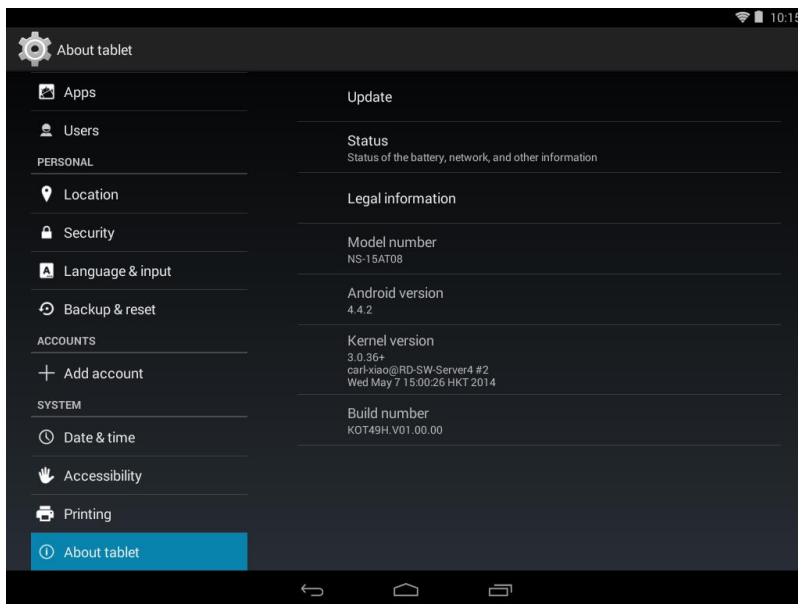 10:15
About tablet
Apps
Users
PERSONAL
Location
Security
Language & input
Backup & reset
ACCOUNTS
Add account
SYSTEM
Date & time
Accessibility
Printing
About tablet
Update
Status
Status of the battery, network, and other information
Legal information
Model number
NS-15AT08
Android version
4.4.2
Kernel version
3.0.36+
carl-xiao@RD-SW-Server4 #2
Wed May 7 15:00:26 HKT 2014
Build number
KOT49H.V01.00.00